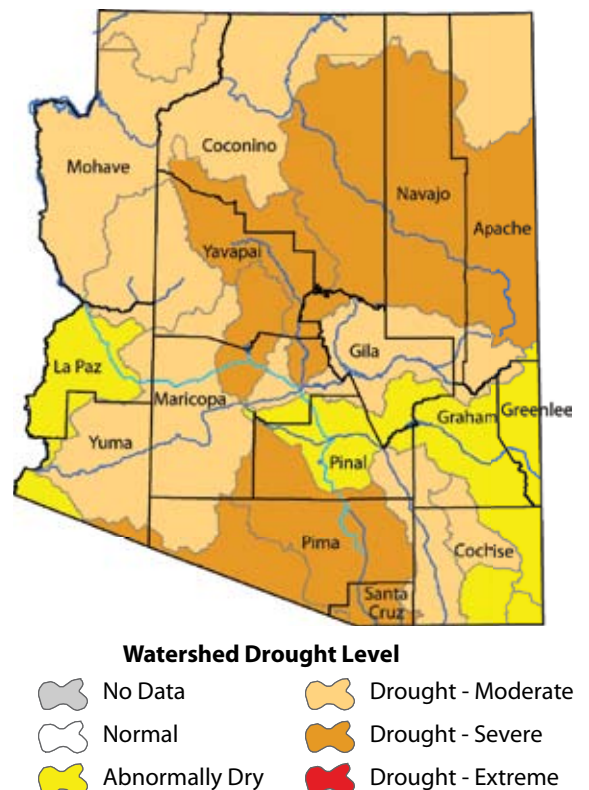 Coconino
Mohave
Navajo
Apache
Yavapai
Gila
La Paz
Maricopa
Graham
Greenlee
Yuma
Pinal
Pima
Cochise
Santa
Cruz
Watershed Drought Level
No Data
Drought - Moderate
Normal
Drought - Severe
Abnormally Dry
Drought - Extreme